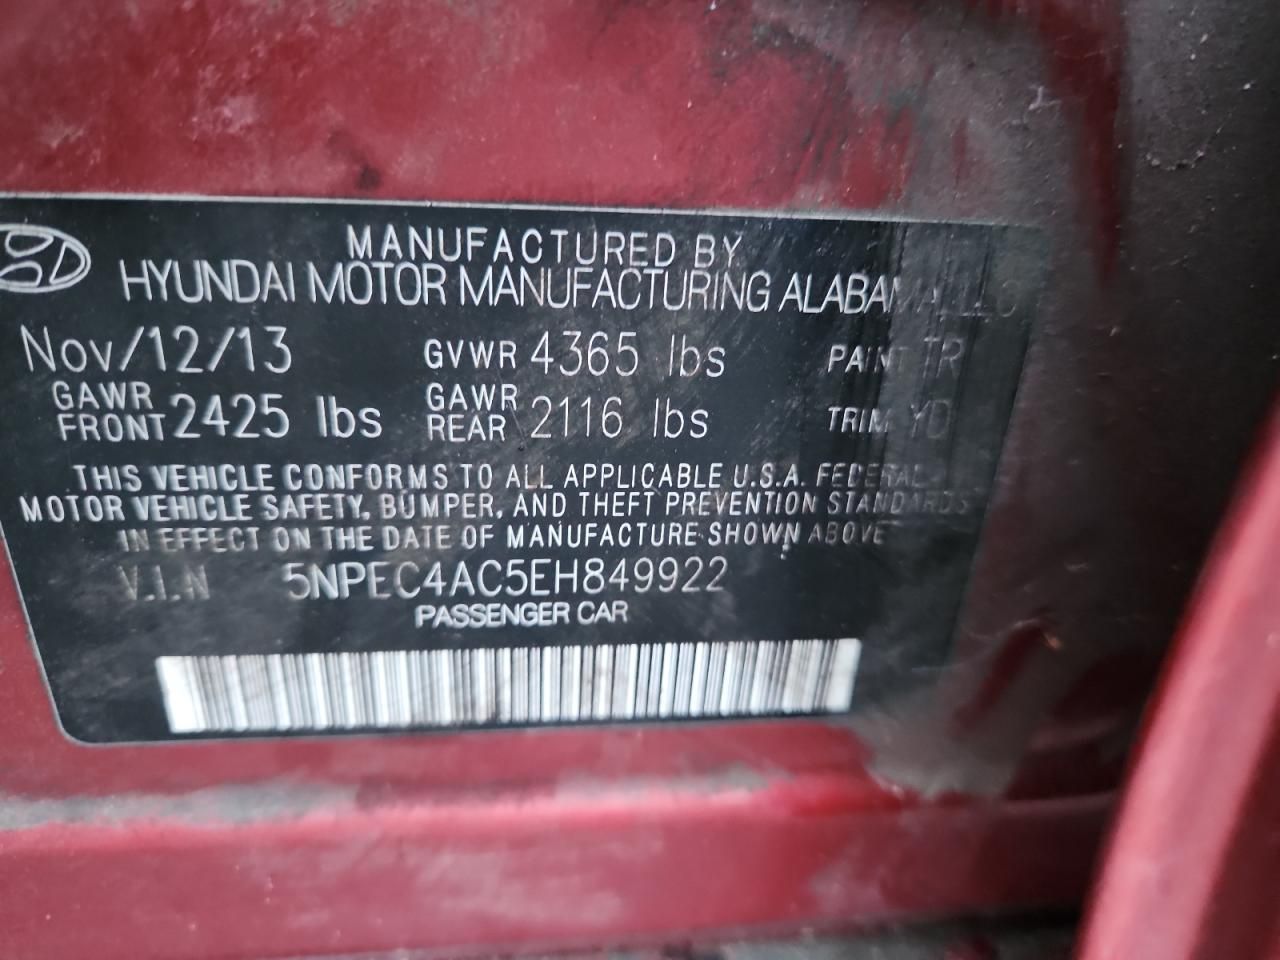 MANUFACTURED BY
HYUNDAI MOTOR MANUFACTURING ALABAMA LLC
Nov/12/13 GVWR 4365 lbs PAINT TR
GAWR FRONT 2425 lbs GAWR REAR 2116 lbs TRIM YD
THIS VEHICLE CONFORMS TO ALL APPLICABLE U.S.A. FEDERAL
MOTOR VEHICLE SAFETY, BUMPER, AND THEFT PREVENTION STANDARDS
IN EFFECT ON THE DATE OF MANUFACTURE SHOWN ABOVE
V.I.N 5NPEC4AC5EH849922
PASSENGER CAR